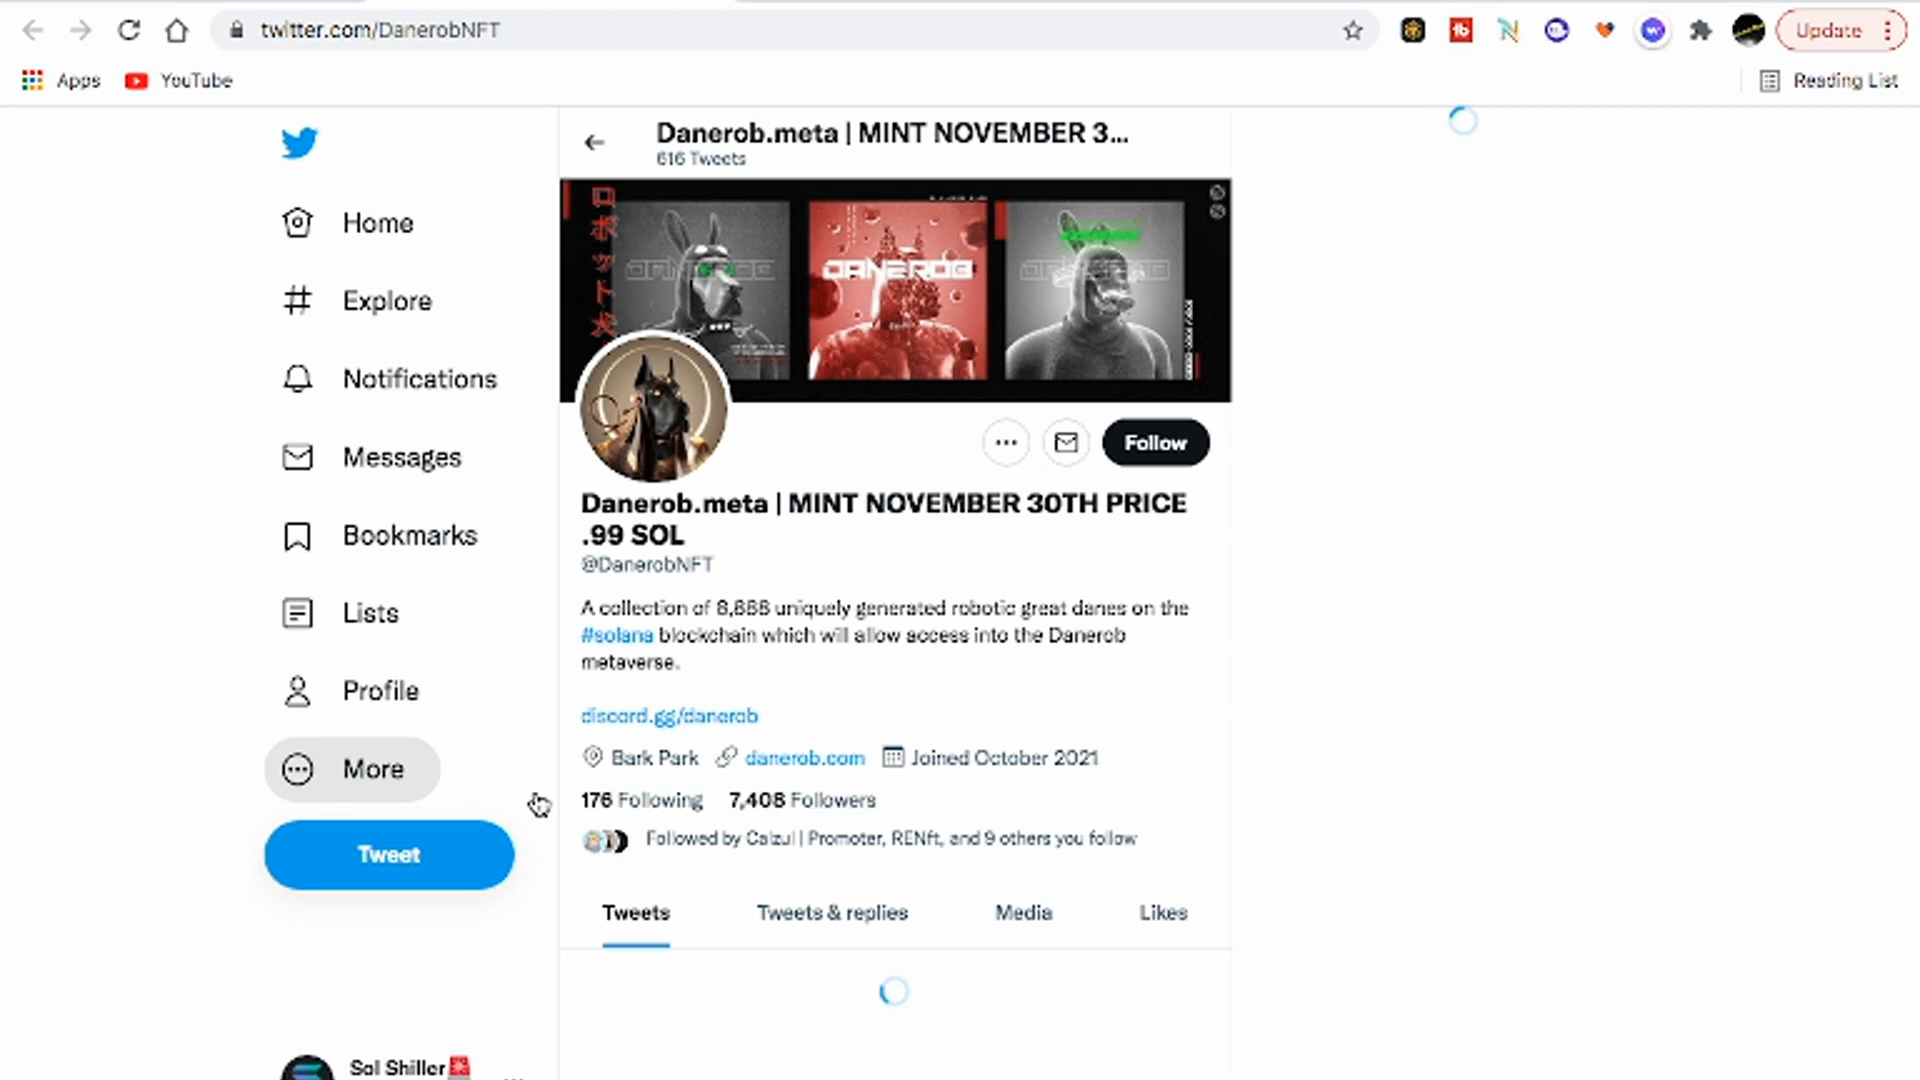 twitter.com/DanerobNFT
Update
Apps
YouTube
Reading List
Home
Explore
Notifications
Messages
Bookmarks
Lists
Profile
More
Tweet
Sol Shiller
Danerob.meta | MINT NOVEMBER 3...
616 Tweets
DANEROB
Follow
Danerob.meta | MINT NOVEMBER 30TH PRICE
.99 SOL
@DanerobNFT
A collection of 8,888 uniquely generated robotic great danes on the
#solana blockchain which will allow access into the Danerob
metaverse.
discord.gg/danerob
Bark Park danerob.com Joined October 2021
176 Following 7,408 Followers
Followed by Calzul | Promoter, RENft, and 9 others you follow
Tweets Tweets & replies Media Likes